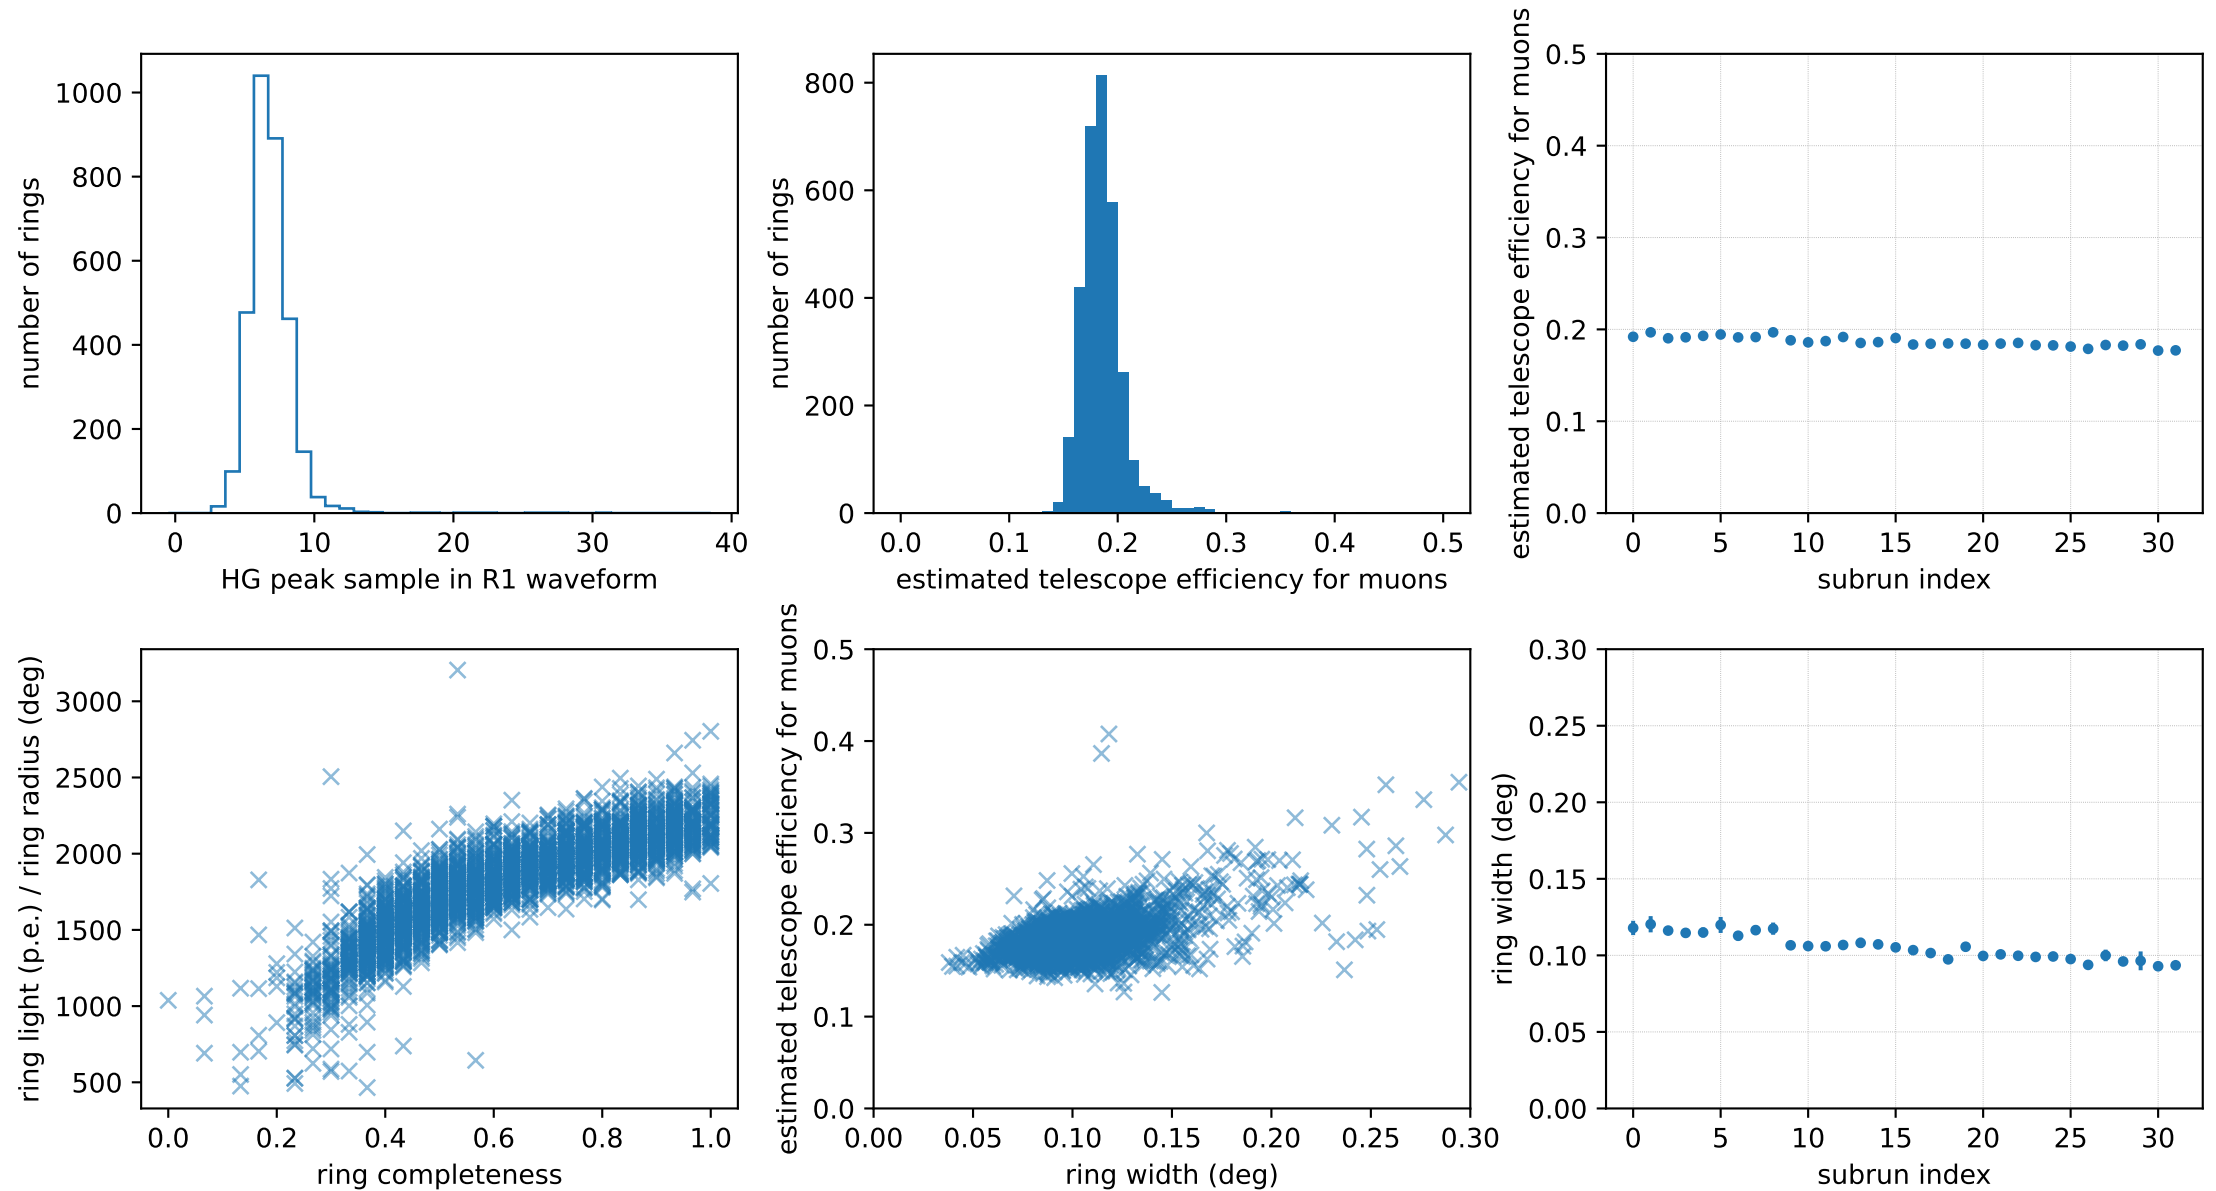 1000
800
600
400
200
0
number of rings
0 10 20 30 40
HG peak sample in R1 waveform
800
600
400
200
0
number of rings
0.0 0.1 0.2 0.3 0.4 0.5
estimated telescope efficiency for muons
0.5
0.4
0.3
0.2
0.1
0.0
estimated telescope efficiency for muons
0 5 10 15 20 25 30
subrun index
3000
2500
2000
1500
1000
500
ring light (p.e.) / ring radius (deg)
0.0 0.2 0.4 0.6 0.8 1.0
ring completeness
0.5
0.4
0.3
0.2
0.1
0.0
estimated telescope efficiency for muons
0.00 0.05 0.10 0.15 0.20 0.25 0.30
ring width (deg)
0.30
0.25
0.20
0.15
0.10
0.05
0.00
ring width (deg)
0 5 10 15 20 25 30
subrun index